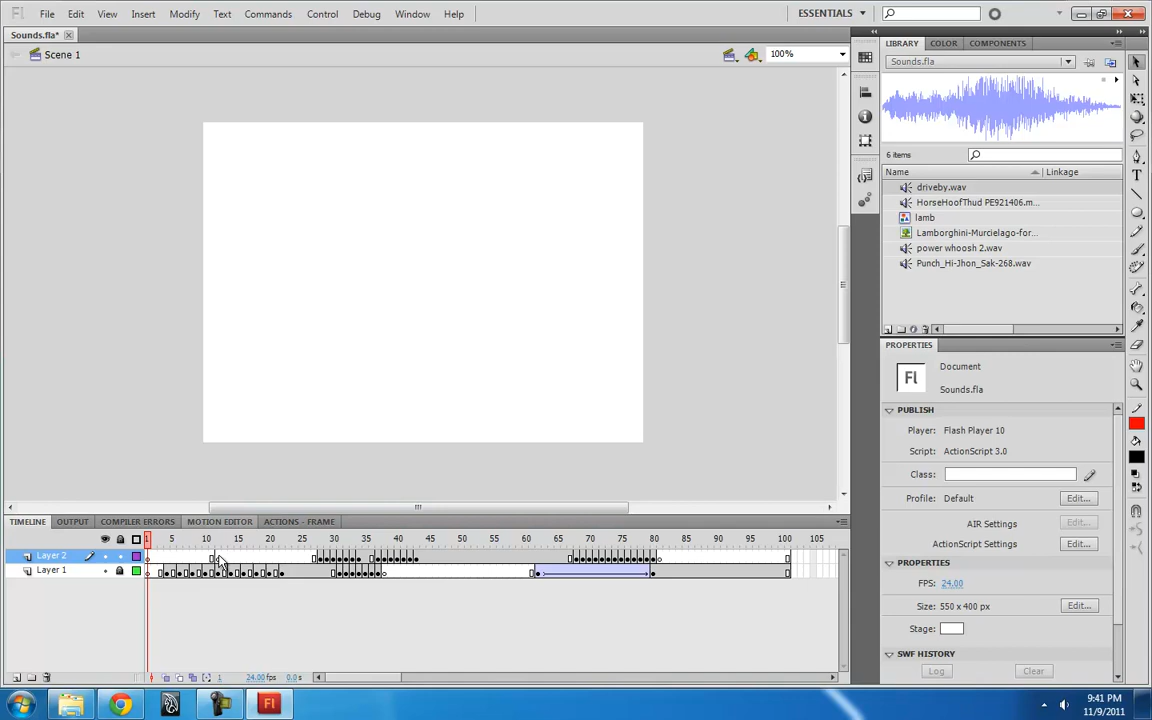 Fl File Edit View Insert Modify Text Commands Control Debug Window Help ESSENTIALS
Sounds.fla*
Scene 1 100%
LIBRARY COLOR COMPONENTS
Sounds.fla
6 items
Name Linkage
driveby.wav
HorseHoofThud PE921406.m...
lamb
Lamborghini-Murcielago-for...
power whoosh 2.wav
Punch_Hi-Jhon_Sak-268.wav
PROPERTIES
Fl Document
Sounds.fla
PUBLISH
Player: Flash Player 10
Script: ActionScript 3.0
Class:
Profile: Default Edit...
AIR Settings Edit...
ActionScript Settings Edit...
PROPERTIES
FPS: 24.00
Size: 550 x 400 px Edit...
Stage:
SWF HISTORY
Log Clear
TIMELINE OUTPUT COMPILER ERRORS MOTION EDITOR ACTIONS - FRAME
1 5 10 15 20 25 30 35 40 45 50 55 60 65 70 75 80 85 90 95 100 105
Layer 2
Layer 1
1 24.00fps 0.0s
Fl
9:41 PM
11/9/2011